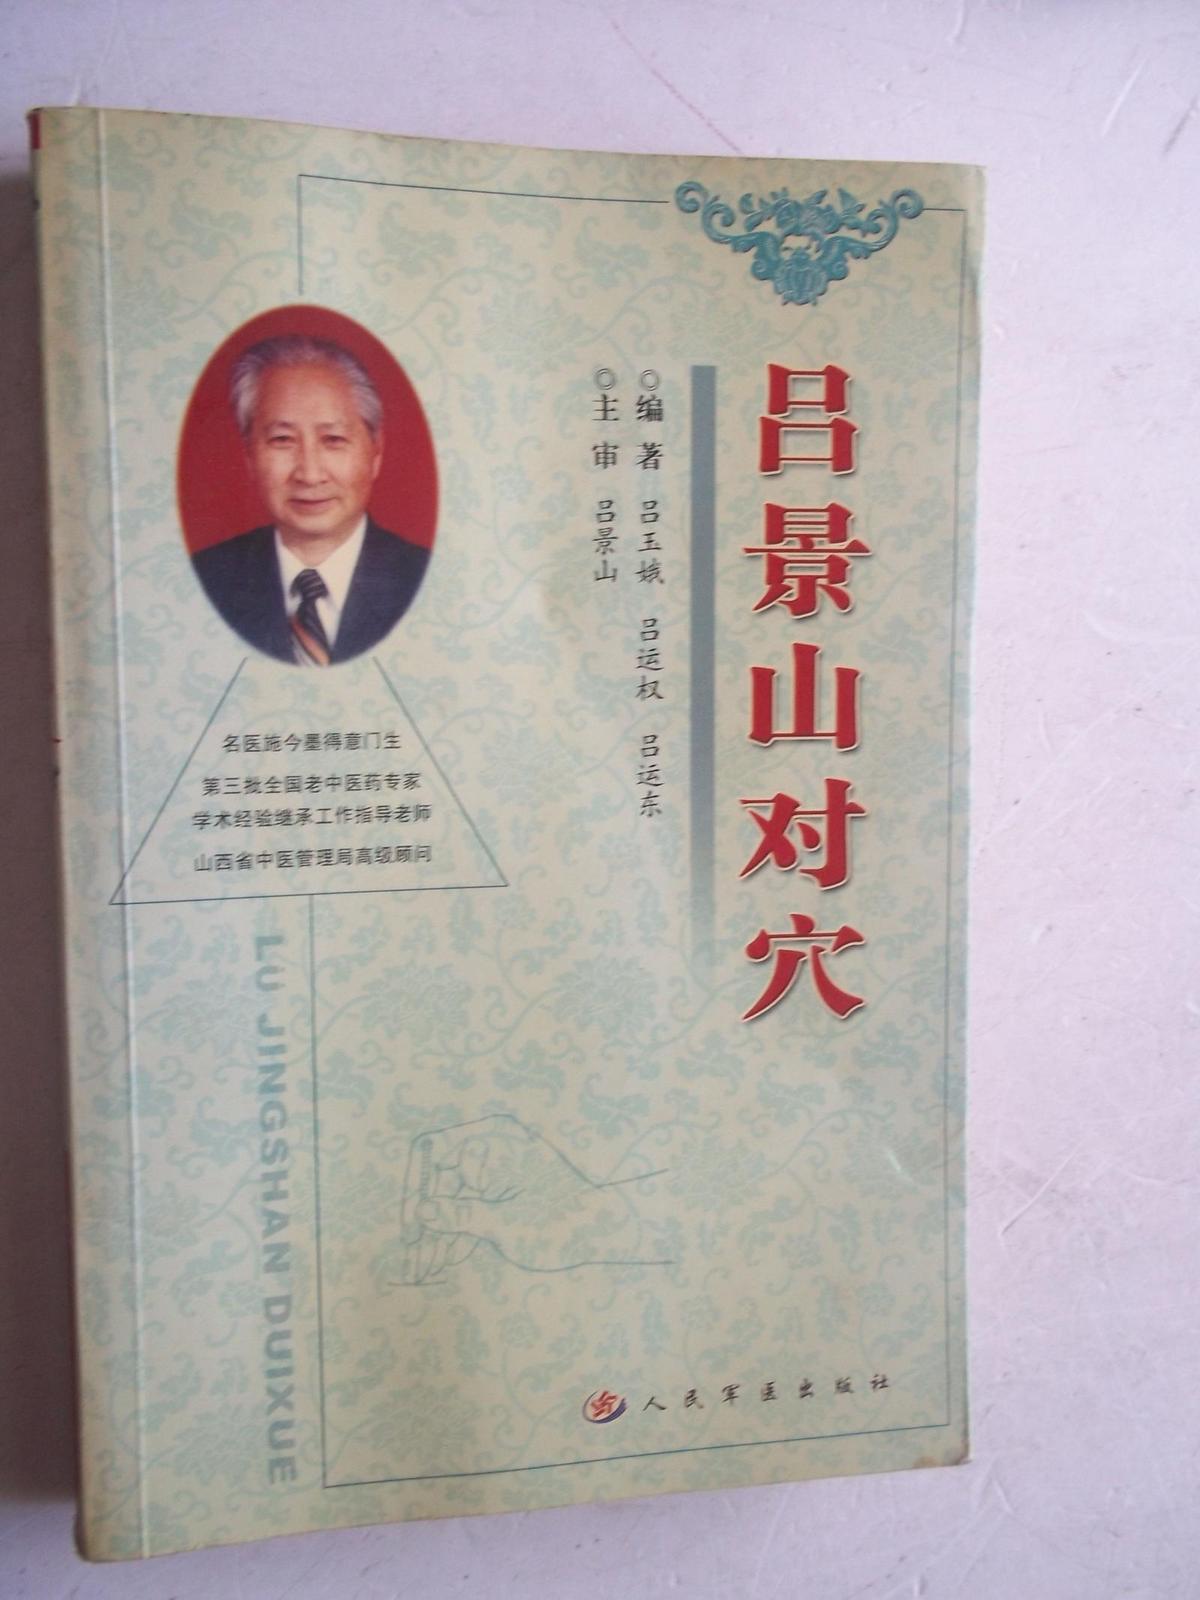 吕景山对穴
◎编著 吕玉娥 吕运权 吕运东
◎主审 吕景山
名医施今墨得意门生
第三批全国老中医药专家
学术经验继承工作指导老师
山西省中医管理局高级顾问
LU JINGSHAN DUIXUE
人民军医出版社